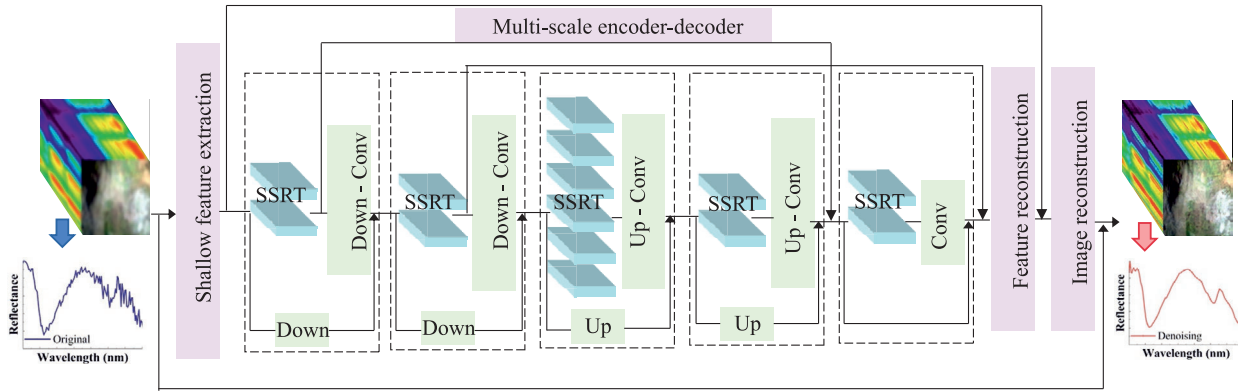 Multi-scale encoder-decoder
Shallow feature extraction
SSRT
Down - Conv
Down
SSRT
Down - Conv
Down
SSRT
Up - Conv
Up
SSRT
Up - Conv
Up
SSRT
Conv
Feature reconstruction
Image reconstruction
Reflectance
Original
Wavelength (nm)
Reflectance
Denoising
Wavelength (nm)